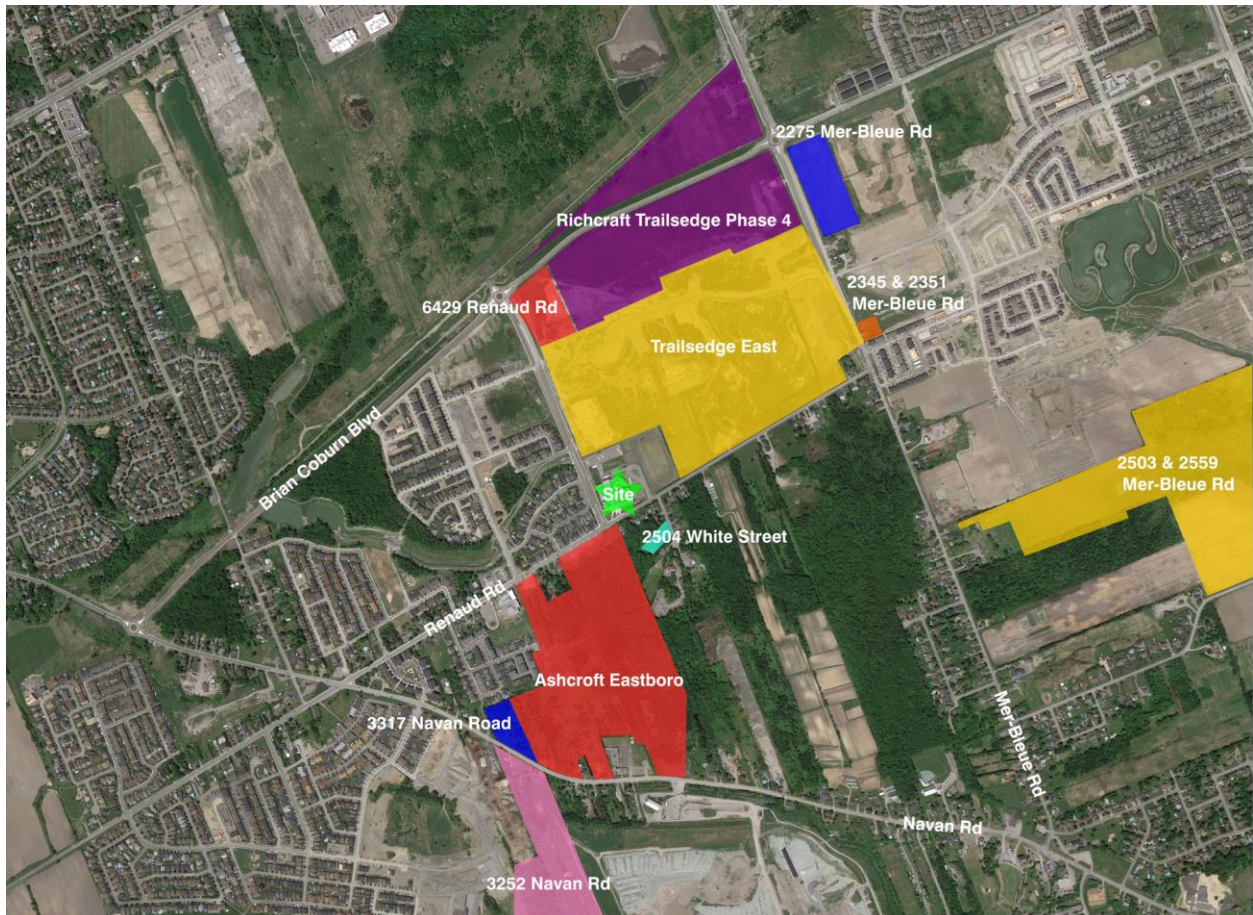 2275 Mer-Bleue Rd
Richcraft Trailsedge Phase 4
2345 & 2351
Mer-Bleue Rd
6429 Renaud Rd
Trailsedge East
Brian Coburn Blvd
2503 & 2559
Mer-Bleue Rd
Site
2504 White Street
Renaud Rd
Ashcroft Eastboro
3317 Navan Road
Mer-Bleue Rd
Navan Rd
3252 Navan Rd